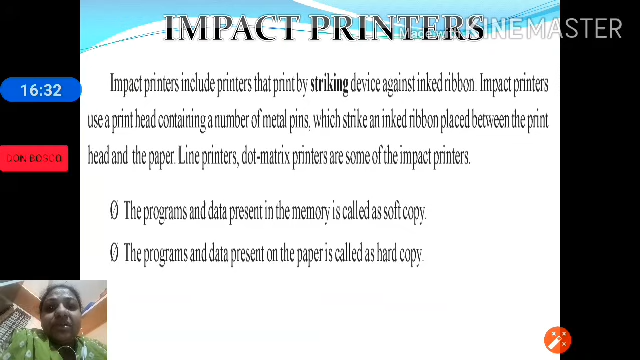 IMPACT PRINTERS
Made with KINEMASTER
16:32
Impact printers include printers that print by striking device against inked ribbon. Impact printers
use a print head containing a number of metal pins, which strike an inked ribbon placed between the print
DON BOSCO
head and the paper. Line printers, dot-matrix printers are some of the impact printers.
The programs and data present in the memory is called as soft copy.
The programs and data present on the paper is called as hard copy.